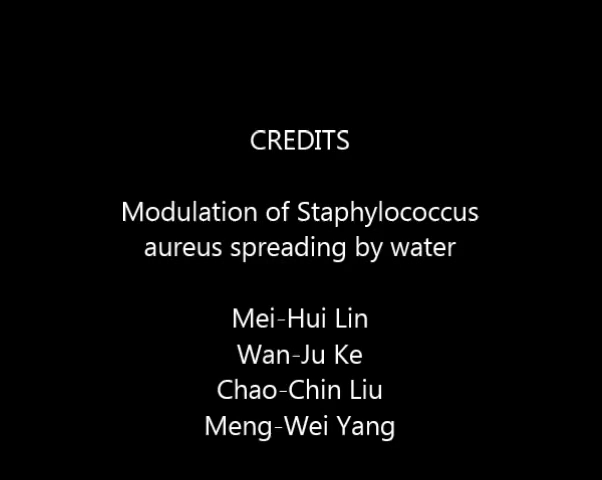 CREDITS
Modulation of Staphylococcus
aureus spreading by water
Mei-Hui Lin
Wan-Ju Ke
Chao-Chin Liu
Meng-Wei Yang